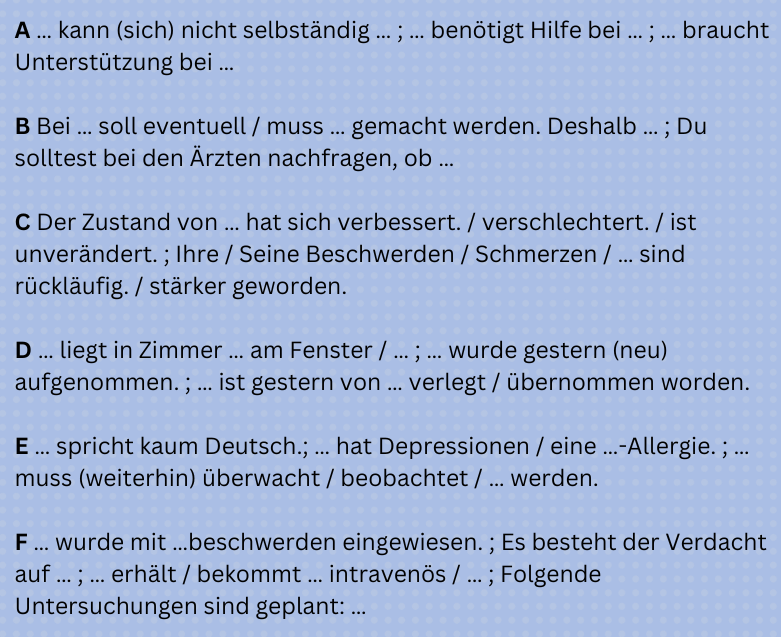 A ... kann (sich) nicht selbständig ... ; ... benötigt Hilfe bei ... ; ... braucht
Unterstützung bei ...
B Bei ... soll eventuell / muss ... gemacht werden. Deshalb ... ; Du
solltest bei den Ärzten nachfragen, ob ...
C Der Zustand von ... hat sich verbessert. / verschlechtert. / ist
unverändert. ; Ihre / Seine Beschwerden / Schmerzen / ... sind
rückläufig. / stärker geworden.
D ... liegt in Zimmer ... am Fenster / ... ; ... wurde gestern (neu)
aufgenommen. ; ... ist gestern von ... verlegt / übernommen worden.
E ... spricht kaum Deutsch.; ... hat Depressionen / eine ...-Allergie. ; ...
muss (weiterhin) überwacht / beobachtet / ... werden.
F ... wurde mit ...beschwerden eingewiesen. ; Es besteht der Verdacht
auf ... ; ... erhält / bekommt ... intravenös / ... ; Folgende
Untersuchungen sind geplant: ...